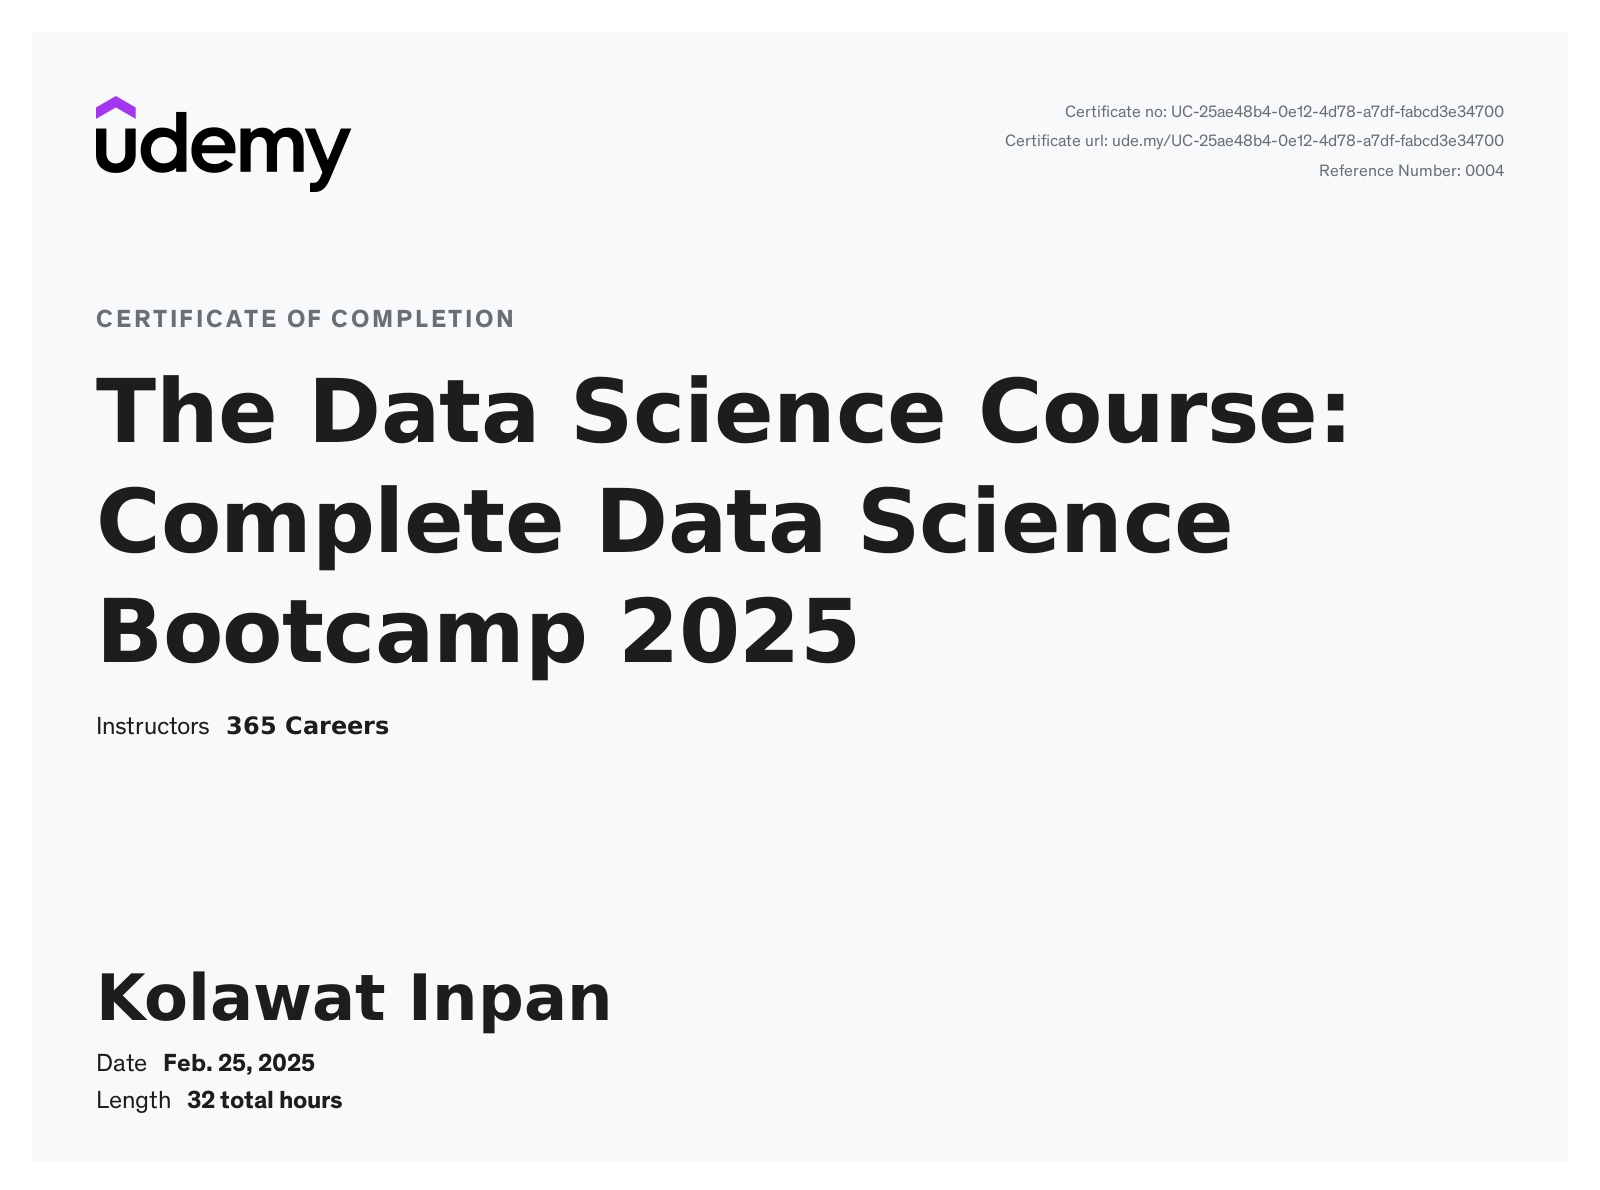 udemy
Certificate no: UC-25ae48b4-0e12-4d78-a7df-fabcd3e34700
Certificate url: ude.my/UC-25ae48b4-0e12-4d78-a7df-fabcd3e34700
Reference Number: 0004
CERTIFICATE OF COMPLETION
The Data Science Course:
Complete Data Science
Bootcamp 2025
Instructors 365 Careers
Kolawat Inpan
Date Feb. 25, 2025
Length 32 total hours